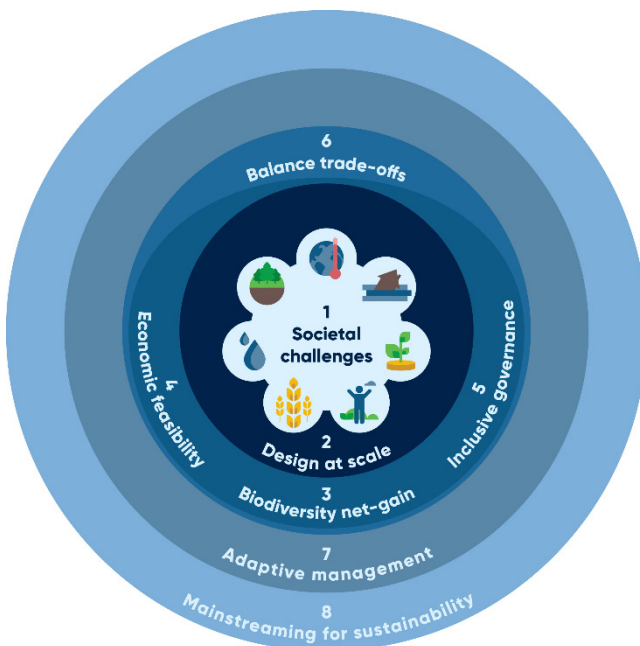 6
Balance trade-offs
1
Societal
challenges
4
Economic feasibility
5
Inclusive governance
2
Design at scale
3
Biodiversity net-gain
7
Adaptive management
8
Mainstreaming for sustainability